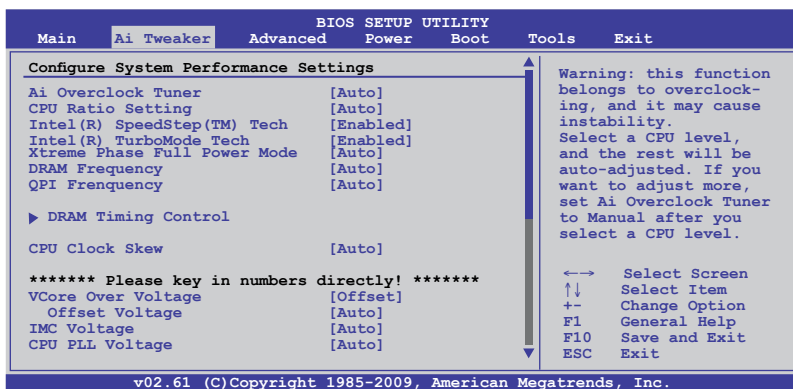 BIOS SETUP UTILITY
Main Ai Tweaker Advanced Power Boot Tools Exit
Configure System Performance Settings
Ai Overclock Tuner [Auto]
CPU Ratio Setting [Auto]
Intel(R) SpeedStep(TM) Tech [Enabled]
Intel(R) TurboMode Tech [Enabled]
Xtreme Phase Full Power Mode [Auto]
DRAM Frequency [Auto]
QPI Frenquency [Auto]
DRAM Timing Control
CPU Clock Skew [Auto]
******* Please key in numbers directly! *******
VCore Over Voltage [Offset]
Offset Voltage [Auto]
IMC Voltage [Auto]
CPU PLL Voltage [Auto]
Warning: this function
belongs to overclock-
ing, and it may cause
instability.
Select a CPU level,
and the rest will be
auto-adjusted. If you
want to adjust more,
set Ai Overclock Tuner
to Manual after you
select a CPU level.
←→ Select Screen
↑↓ Select Item
+- Change Option
F1 General Help
F10 Save and Exit
ESC Exit
v02.61 (C)Copyright 1985-2009, American Megatrends, Inc.